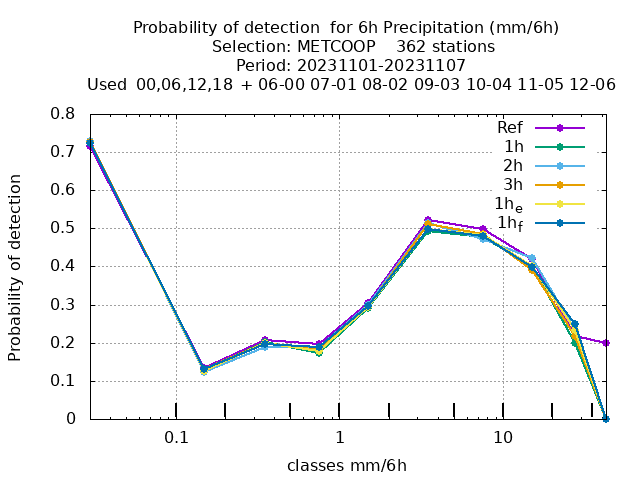 Probability of detection  for 6h Precipitation (mm/6h)
Selection: METCOOP    362 stations
Period: 20231101-20231107
Used  00,06,12,18  + 06-00 07-01 08-02 09-03 10-04 11-05 12-06
Ref
1h
2h
3h
1he
1hf
0.8
0.7
0.6
0.5
0.4
0.3
0.2
0.1
0
Probability of detection
0.1
1
10
classes mm/6h